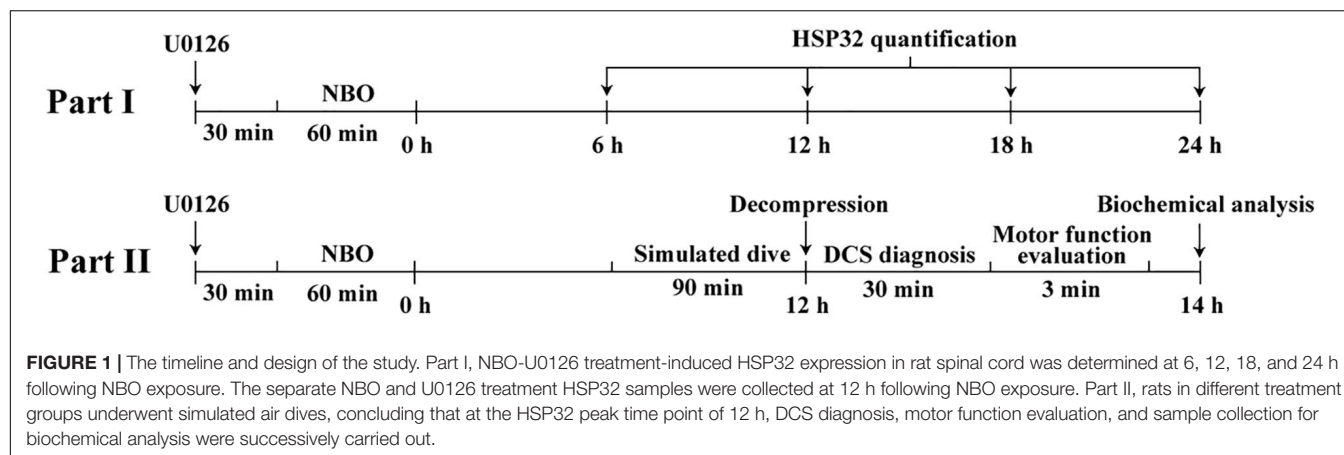 U0126
HSP32 quantification
Part I
NBO
30 min
60 min
0 h
6 h
12 h
18 h
24 h
U0126
Decompression
Biochemical analysis
Part II
NBO
Simulated dive
DCS diagnosis
Motor function
evaluation
30 min
60 min
0 h
90 min
12 h
30 min
3 min
14 h
FIGURE 1 | The timeline and design of the study. Part I, NBO-U0126 treatment-induced HSP32 expression in rat spinal cord was determined at 6, 12, 18, and 24 h
following NBO exposure. The separate NBO and U0126 treatment HSP32 samples were collected at 12 h following NBO exposure. Part II, rats in different treatment
groups underwent simulated air dives, concluding that at the HSP32 peak time point of 12 h, DCS diagnosis, motor function evaluation, and sample collection for
biochemical analysis were successively carried out.